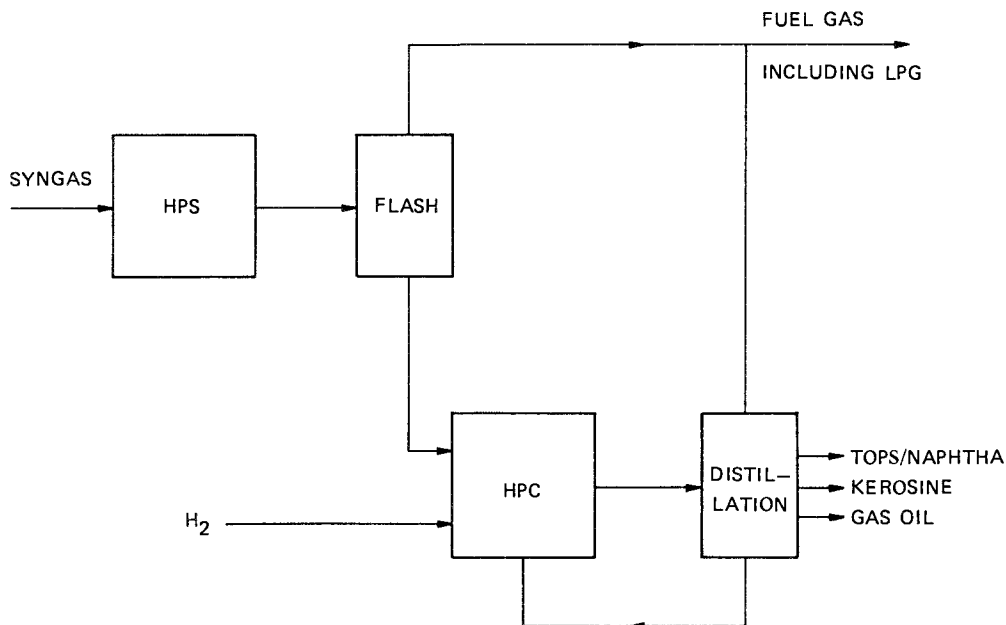 FUEL GAS
INCLUDING LPG
SYNGAS
HPS
FLASH
HPC
H2
DISTIL–
LATION
TOPS/NAPHTHA
KEROSINE
GAS OIL